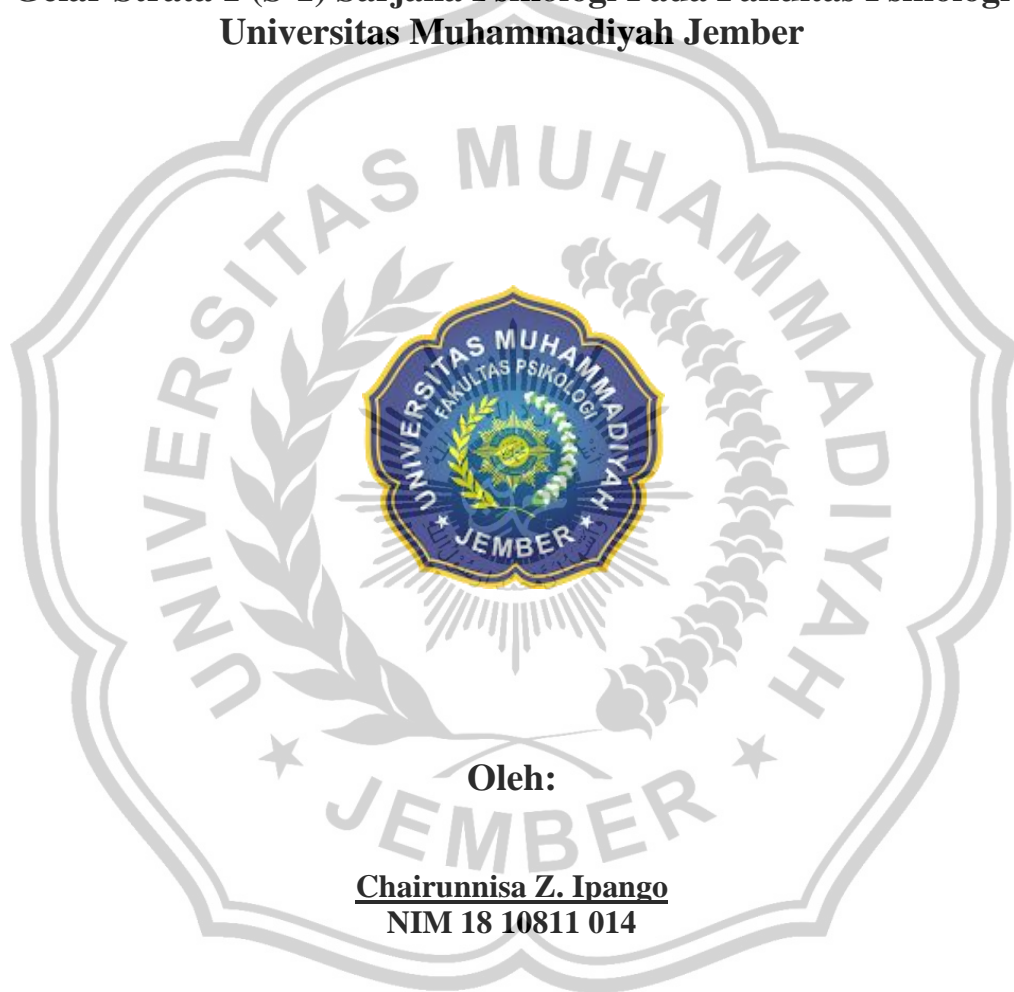 Gelar Strata 1 (S-1) Sarjana Psikologi Pada Fakultas Psikologi
Universitas Muhammadiyah Jember
UNIVERSITAS MUHAMMADIYAH
JEMBER
UNIVERSITAS MUHAMMADIYAH
FAKULTAS PSIKOLOGI
JEMBER
Oleh:
Chairunnisa Z. Ipango
NIM 18 10811 014